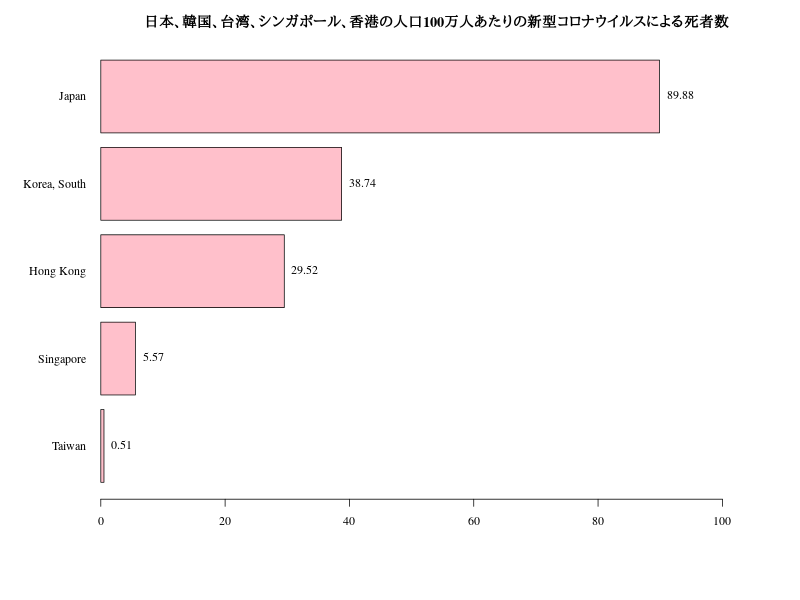 日本、韓国、台湾、シンガポール、香港の人口100万人あたりの新型コロナウイルスによる死者数
Japan
89.88
Korea, South
38.74
Hong Kong
29.52
Singapore
5.57
Taiwan
0.51
0 20 40 60 80 100